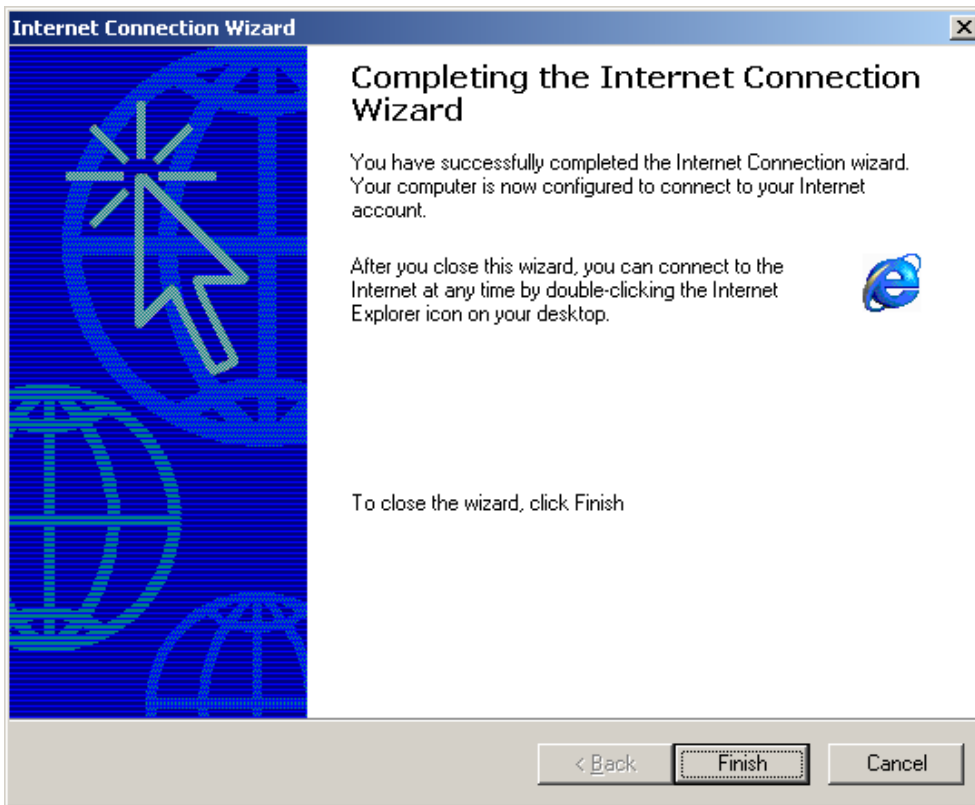 Internet Connection Wizard
Completing the Internet Connection
Wizard
You have successfully completed the Internet Connection wizard.
Your computer is now configured to connect to your Internet
account.
After you close this wizard, you can connect to the
Internet at any time by double-clicking the Internet
Explorer icon on your desktop.
To close the wizard, click Finish
< Back
Finish
Cancel